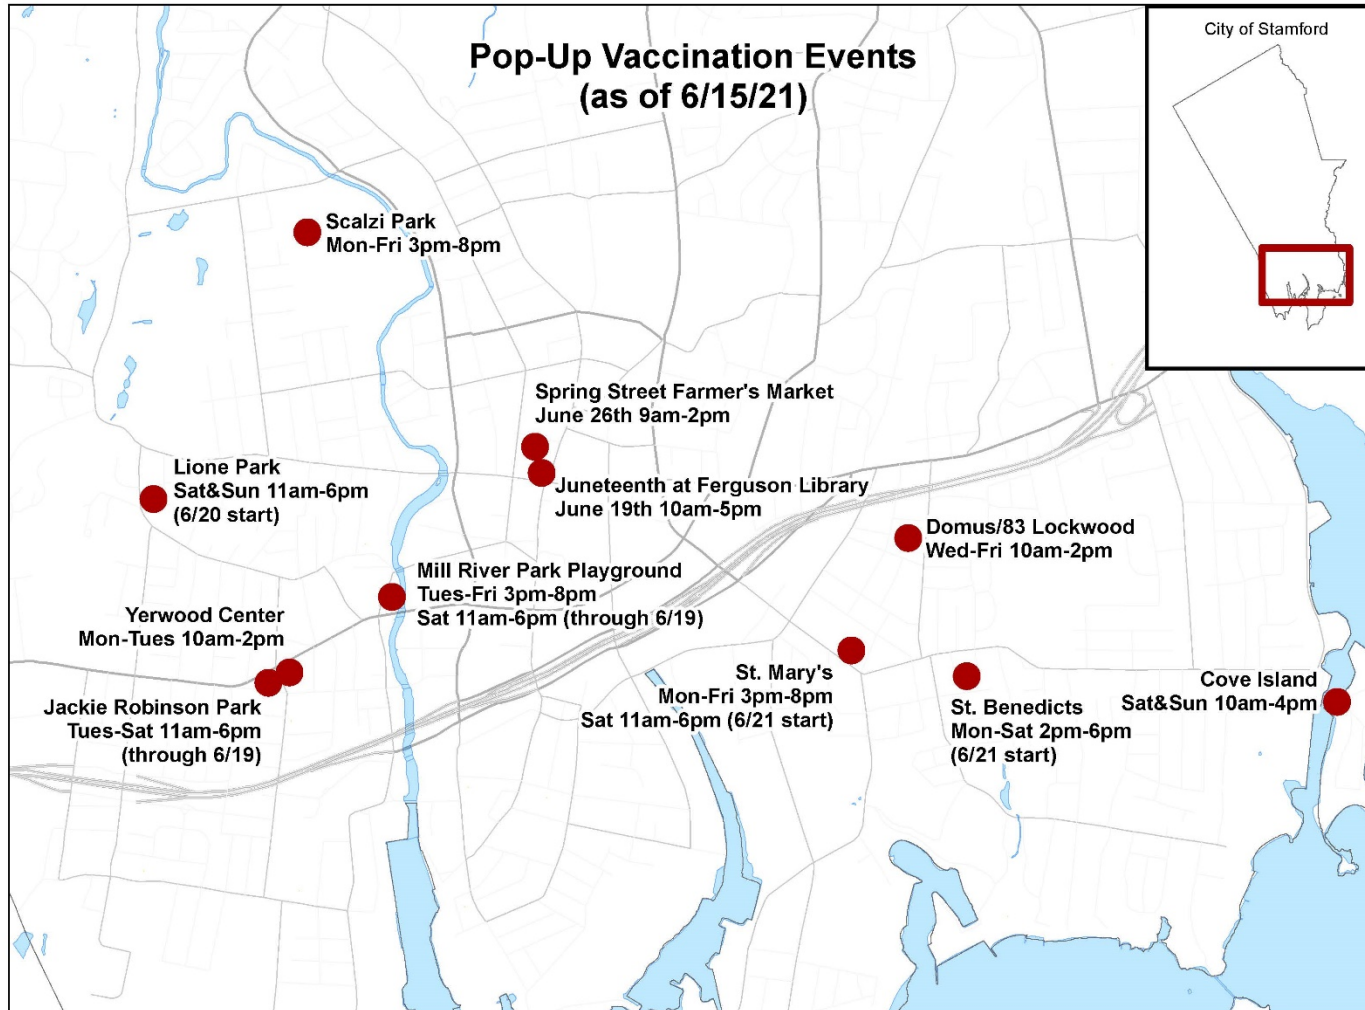 Pop-Up Vaccination Events
(as of 6/15/21)
City of Stamford
Scalzi Park
Mon-Fri 3pm-8pm
Spring Street Farmer's Market
June 26th 9am-2pm
Juneteenth at Ferguson Library
June 19th 10am-5pm
Lione Park
Sat&Sun 11am-6pm
(6/20 start)
Domus/83 Lockwood
Wed-Fri 10am-2pm
Mill River Park Playground
Tues-Fri 3pm-8pm
Sat 11am-6pm (through 6/19)
Yerwood Center
Mon-Tues 10am-2pm
Jackie Robinson Park
Tues-Sat 11am-6pm
(through 6/19)
St. Mary's
Mon-Fri 3pm-8pm
Sat 11am-6pm (6/21 start)
St. Benedicts
Mon-Sat 2pm-6pm
(6/21 start)
Cove Island
Sat&Sun 10am-4pm